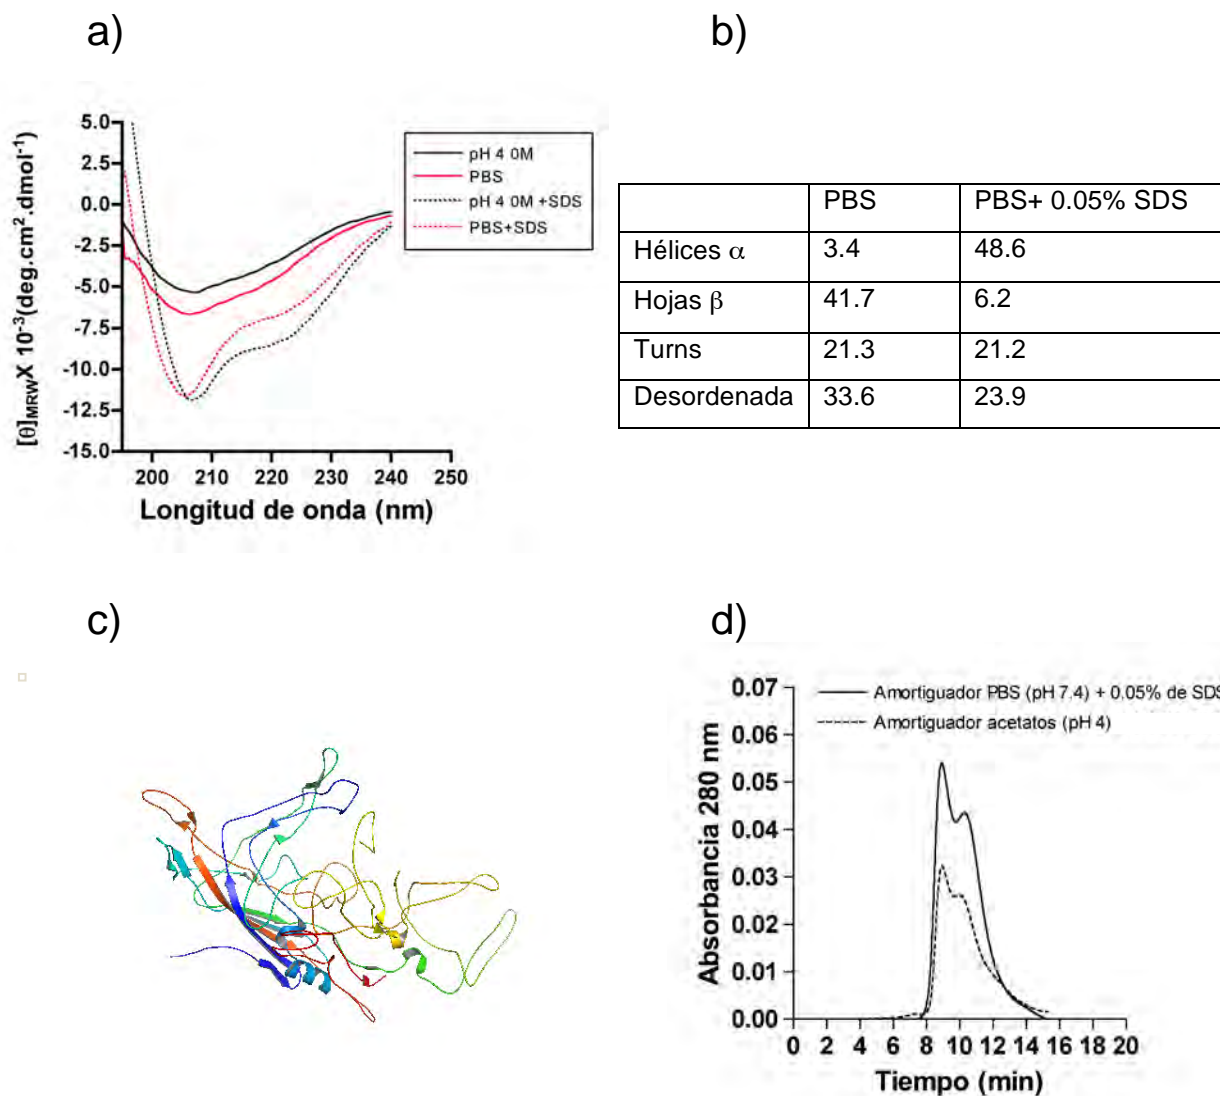 a)
b)
5.0
2.5
0.0
-2.5
-5.0
-7.5
-10.0
-12.5
-15.0
[θ]MRWX 10-3(deg.cm2.dmol-1)
pH 4 0M
PBS
pH 4 0M +SDS
PBS+SDS
200 210 220 230 240 250
Longitud de onda (nm)
PBS PBS+ 0.05% SDS
Hélices α 3.4 48.6
Hojas β 41.7 6.2
Turns 21.3 21.2
Desordenada 33.6 23.9
c)
d)
0.07
0.06
0.05
0.04
0.03
0.02
0.01
0.00
Absorbancia 280 nm
Amortiguador PBS (pH 7.4) + 0.05% de SDS
Amortiguador acetatos (pH 4)
0 2 4 6 8 10 12 14 16 18 20
Tiempo (min)